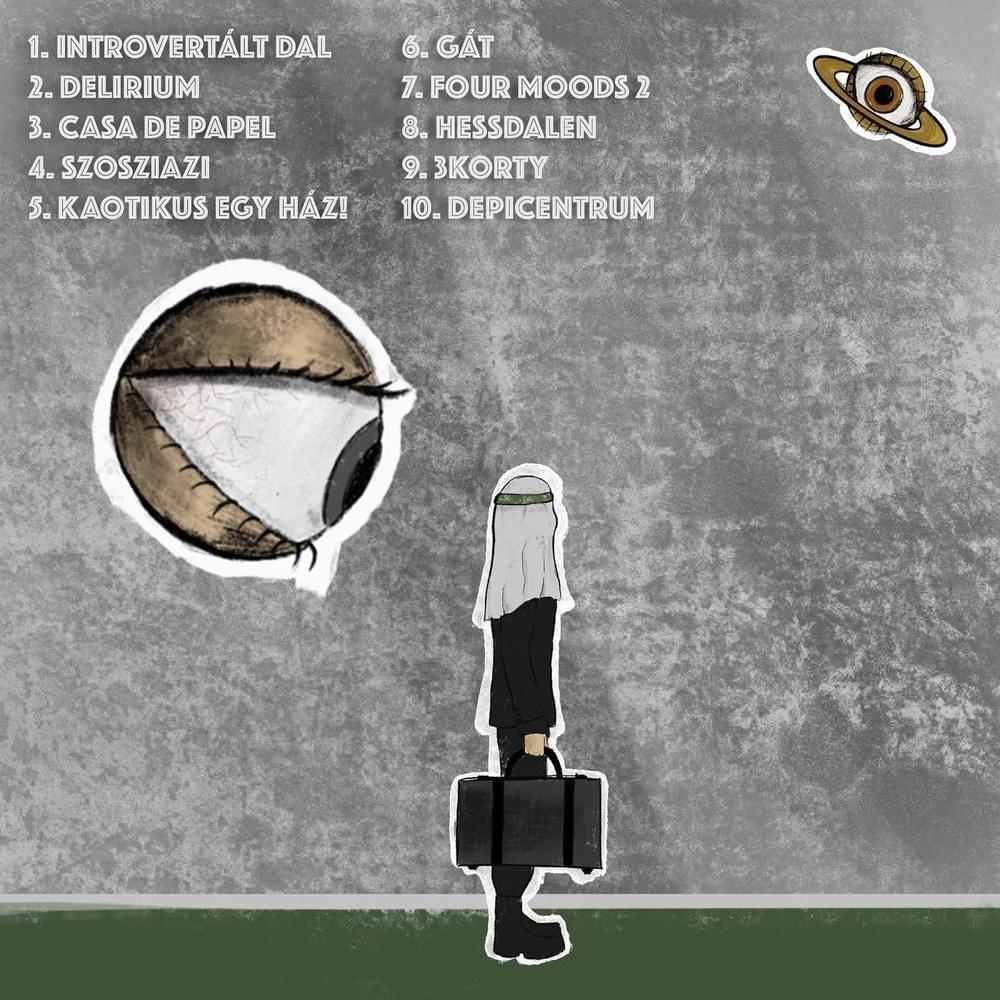 1. INTROVERTÁLT DAL
2. DELIRIUM
3. CASA DE PAPEL
4. SZOSZIAZI
5. KAOTIKUS EGY HÁZ!
6. GÁT
7. FOUR MOODS 2
8. HESSDALEN
9. 3KORTY
10. DEPICENTRUM